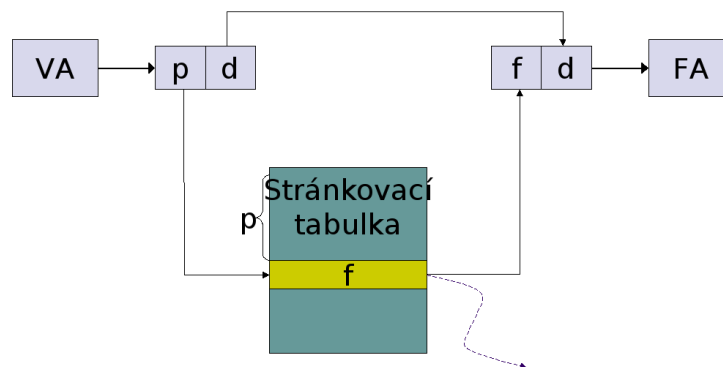 VA
p d
f d
FA
Stránkovací
tabulka
p
f